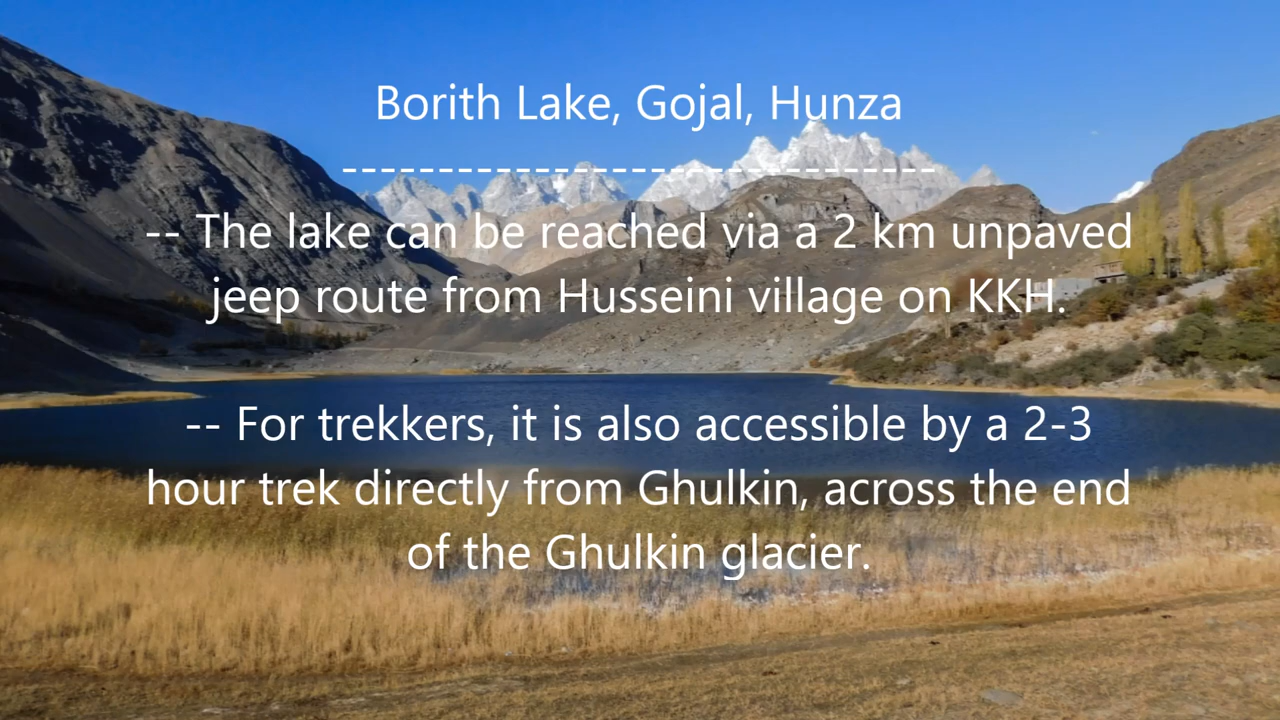 Borith Lake, Gojal, Hunza
-------------------------------
-- The lake can be reached via a 2 km unpaved
jeep route from Husseini village on KKH.
-- For trekkers, it is also accessible by a 2-3
hour trek directly from Ghulkin, across the end
of the Ghulkin glacier.